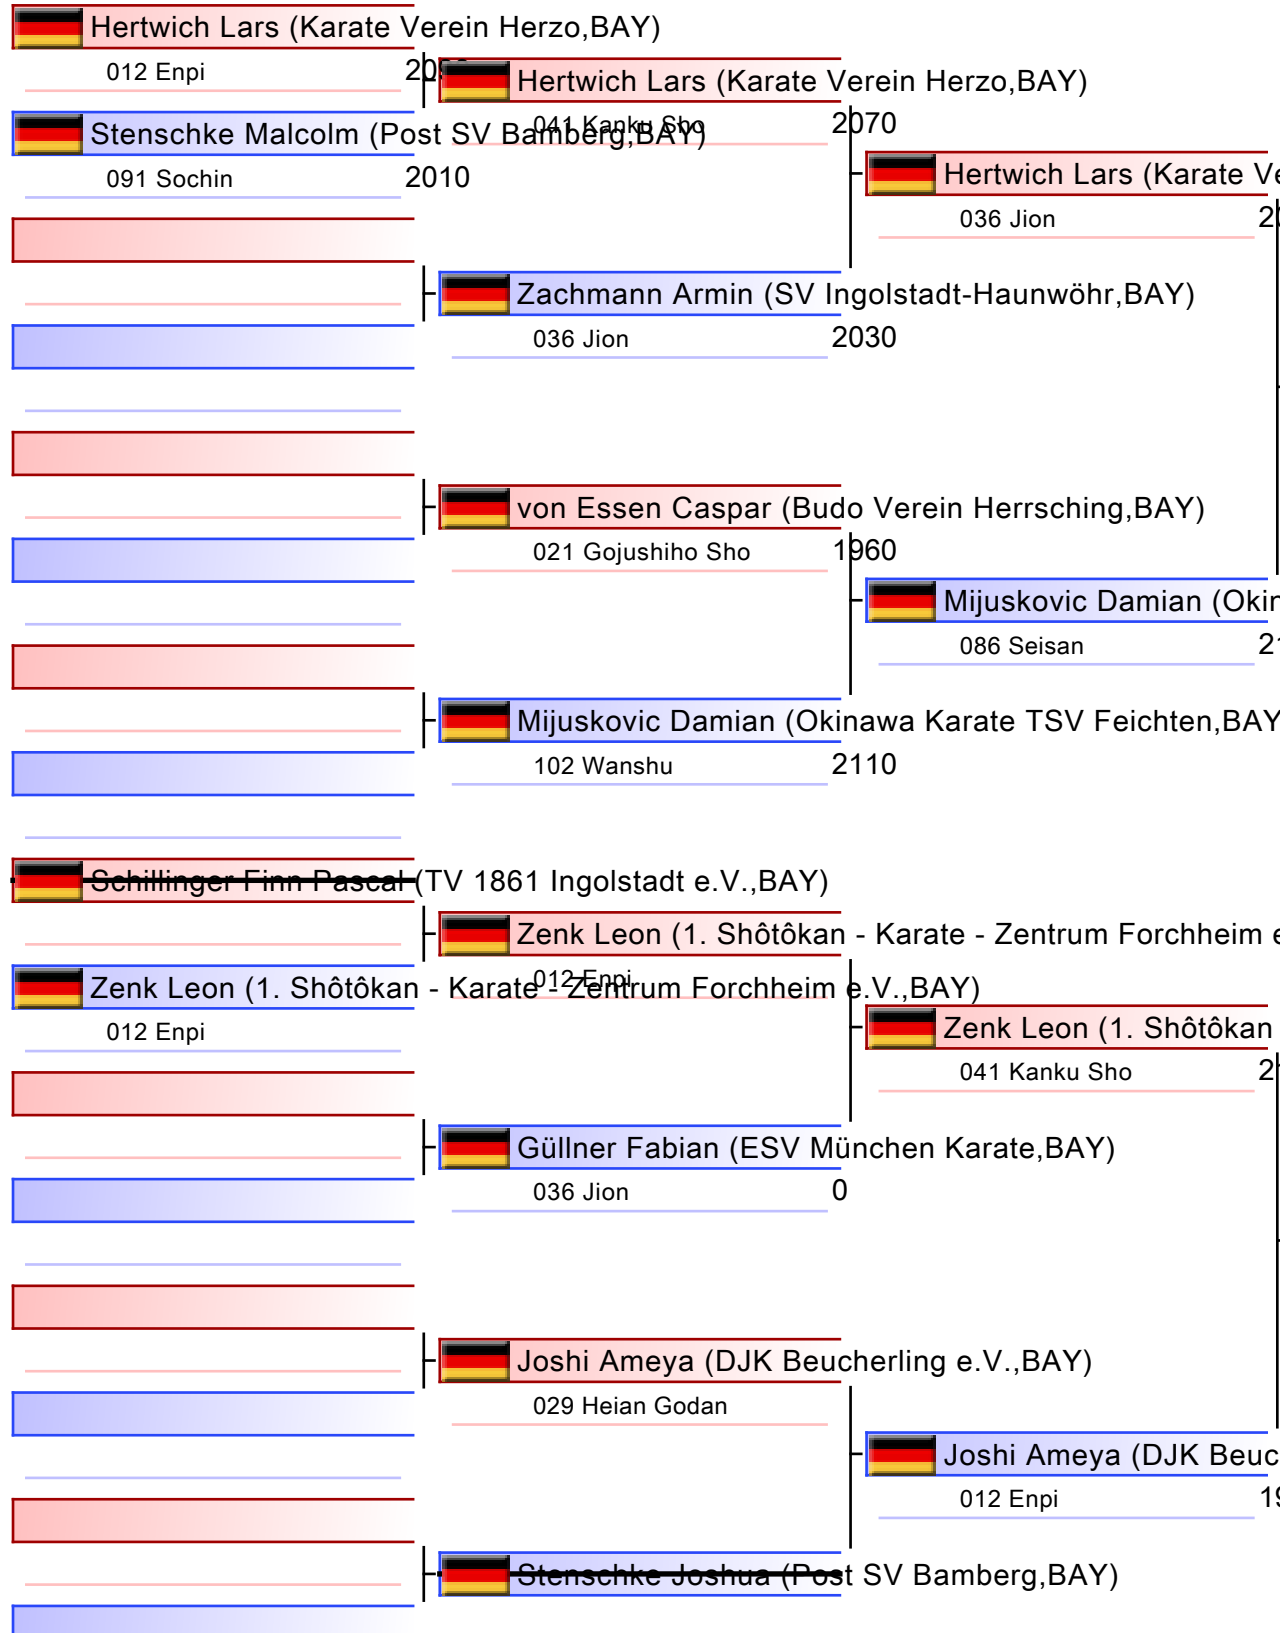 Hertwich Lars (Karate Verein Herzo,BAY)
012 Enpi
Hertwich Lars (Karate Verein Herzo,BAY)
041 Kanku Sho 2070
Stenschke Malcolm (Post SV Bamberg,BAY)
091 Sochin 2010
Hertwich Lars (Karate
036 Jion
Zachmann Armin (SV Ingolstadt-Haunwöhr,BAY)
036 Jion 2030
von Essen Caspar (Budo Verein Herrsching,BAY)
021 Gojushiho Sho 1960
Mijuskovic Damian
086 Seisan
Mijuskovic Damian (Okinawa Karate TSV Feichten,BAY
102 Wanshu 2110
Schillinger Finn Pascal (TV 1861 Ingolstadt e.V.,BAY)
Zenk Leon (1. Shôtôkan - Karate - Zentrum Forchheim
012 Enpi
Zenk Leon (1. Shôtôkan - Karate - Zentrum Forchheim e.V.,BAY)
012 Enpi
Zenk Leon (1. Shôtôkan
041 Kanku Sho
Güllner Fabian (ESV München Karate,BAY)
036 Jion 0
Joshi Ameya (DJK Beucherling e.V.,BAY)
029 Heian Godan
Joshi Ameya (DJK Beuc
012 Enpi
Stenschke Joshua (Post SV Bamberg,BAY)